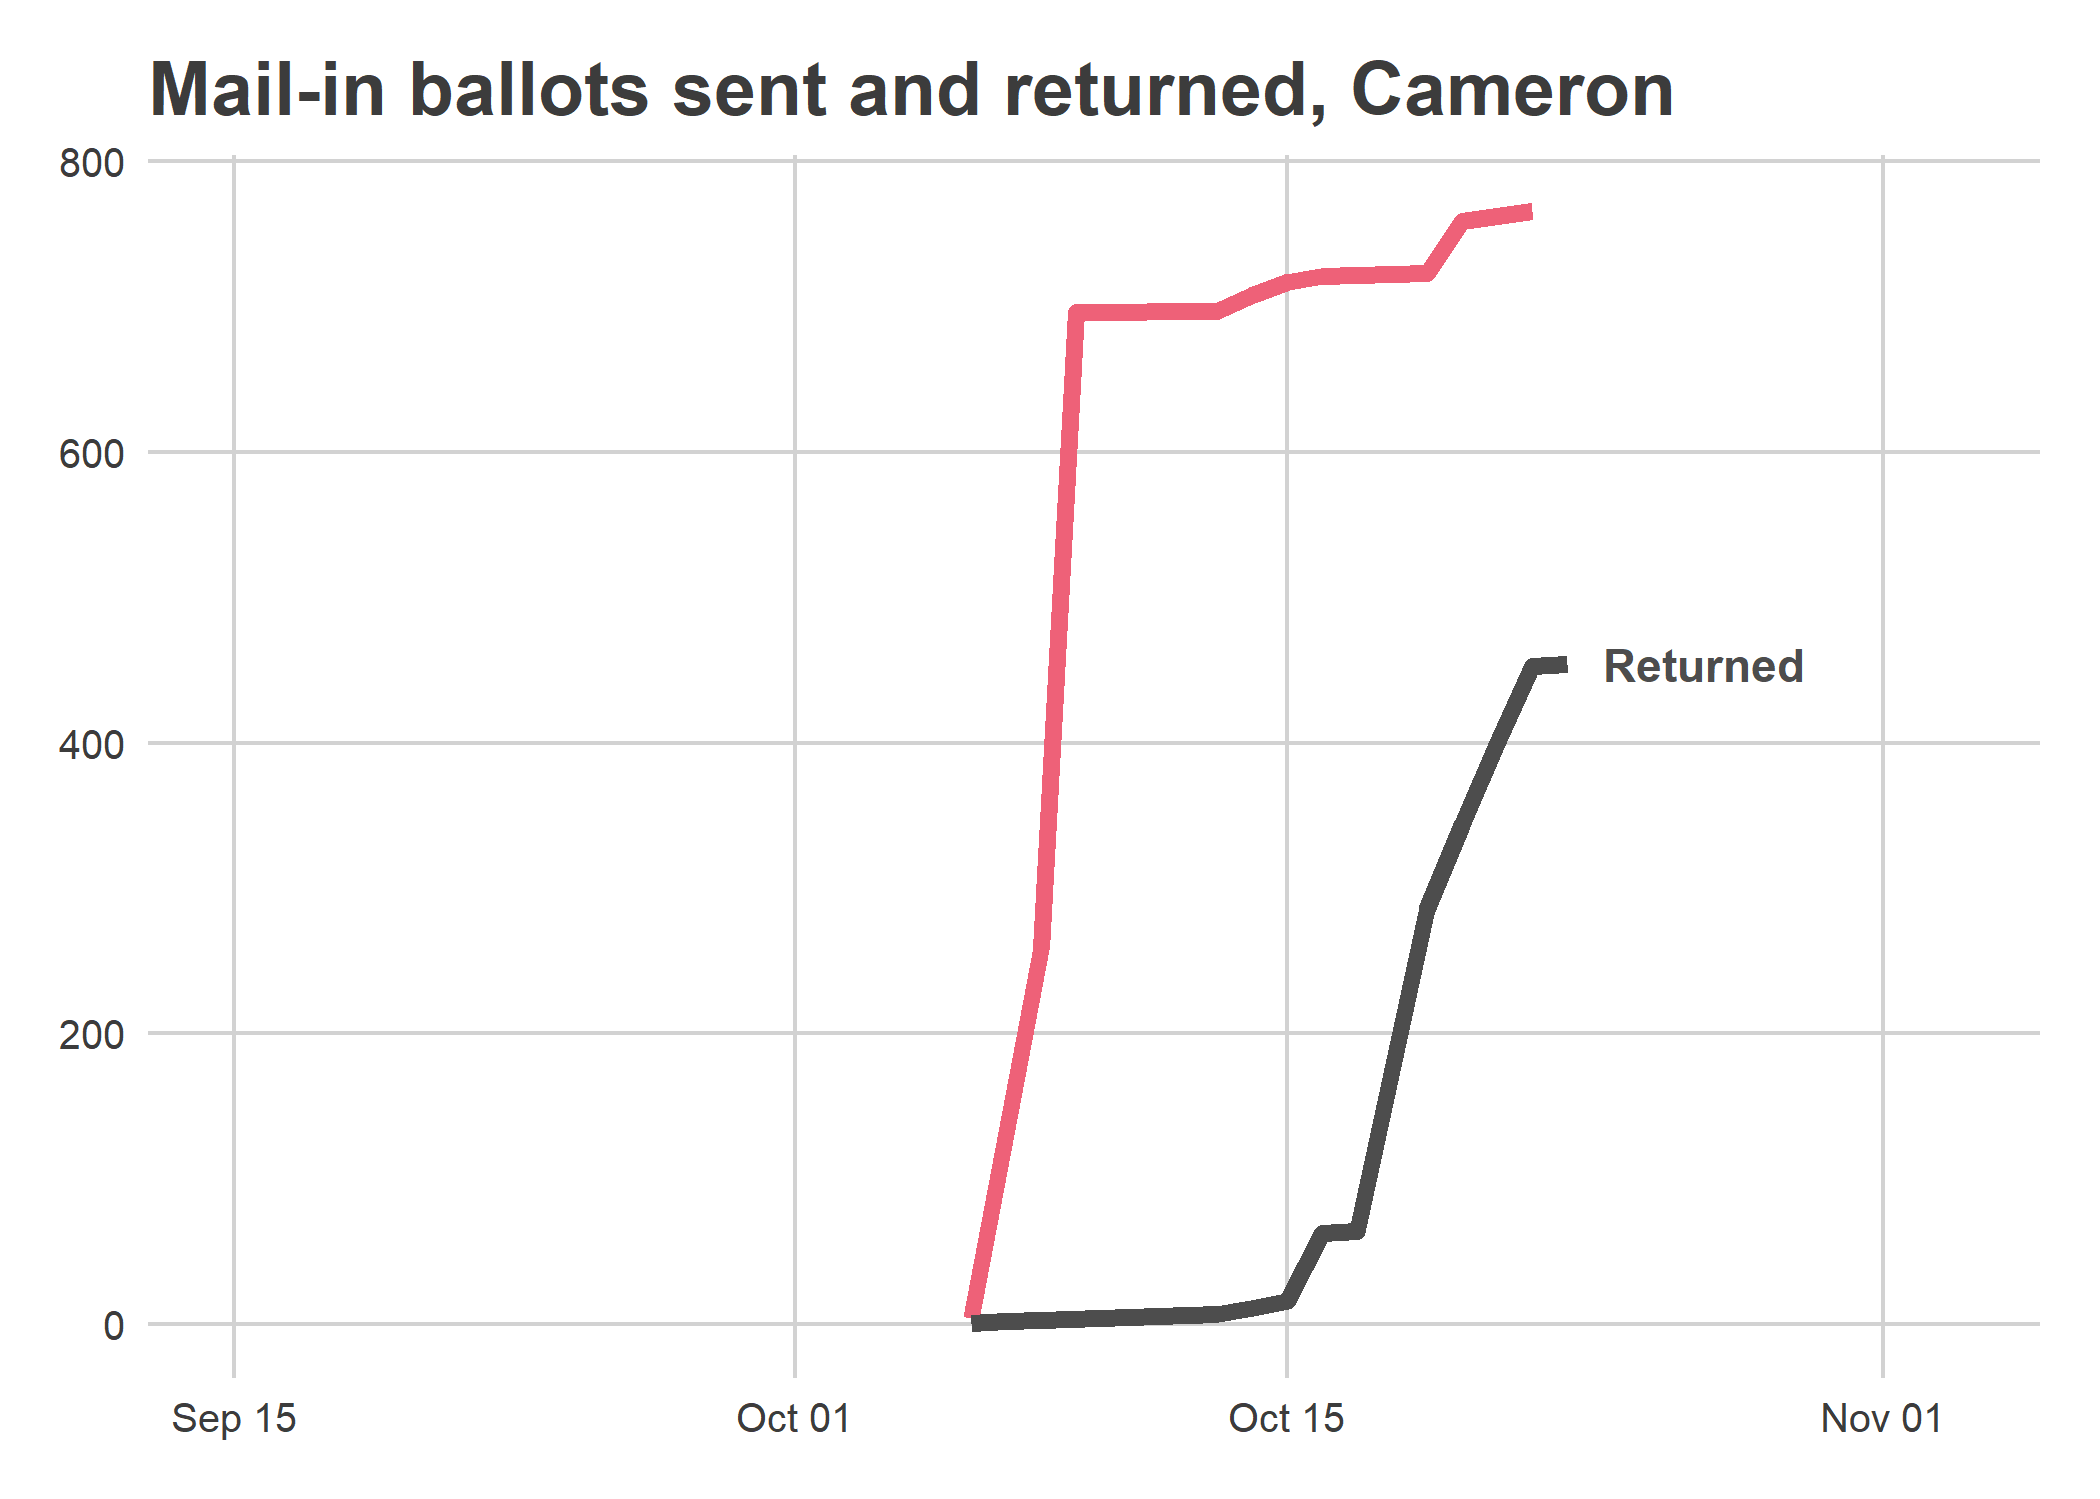 Mail-in ballots sent and returned, Cameron
800
600
Returned
400
200
0
Sep 15
Oct 01
Oct 15
Nov 01